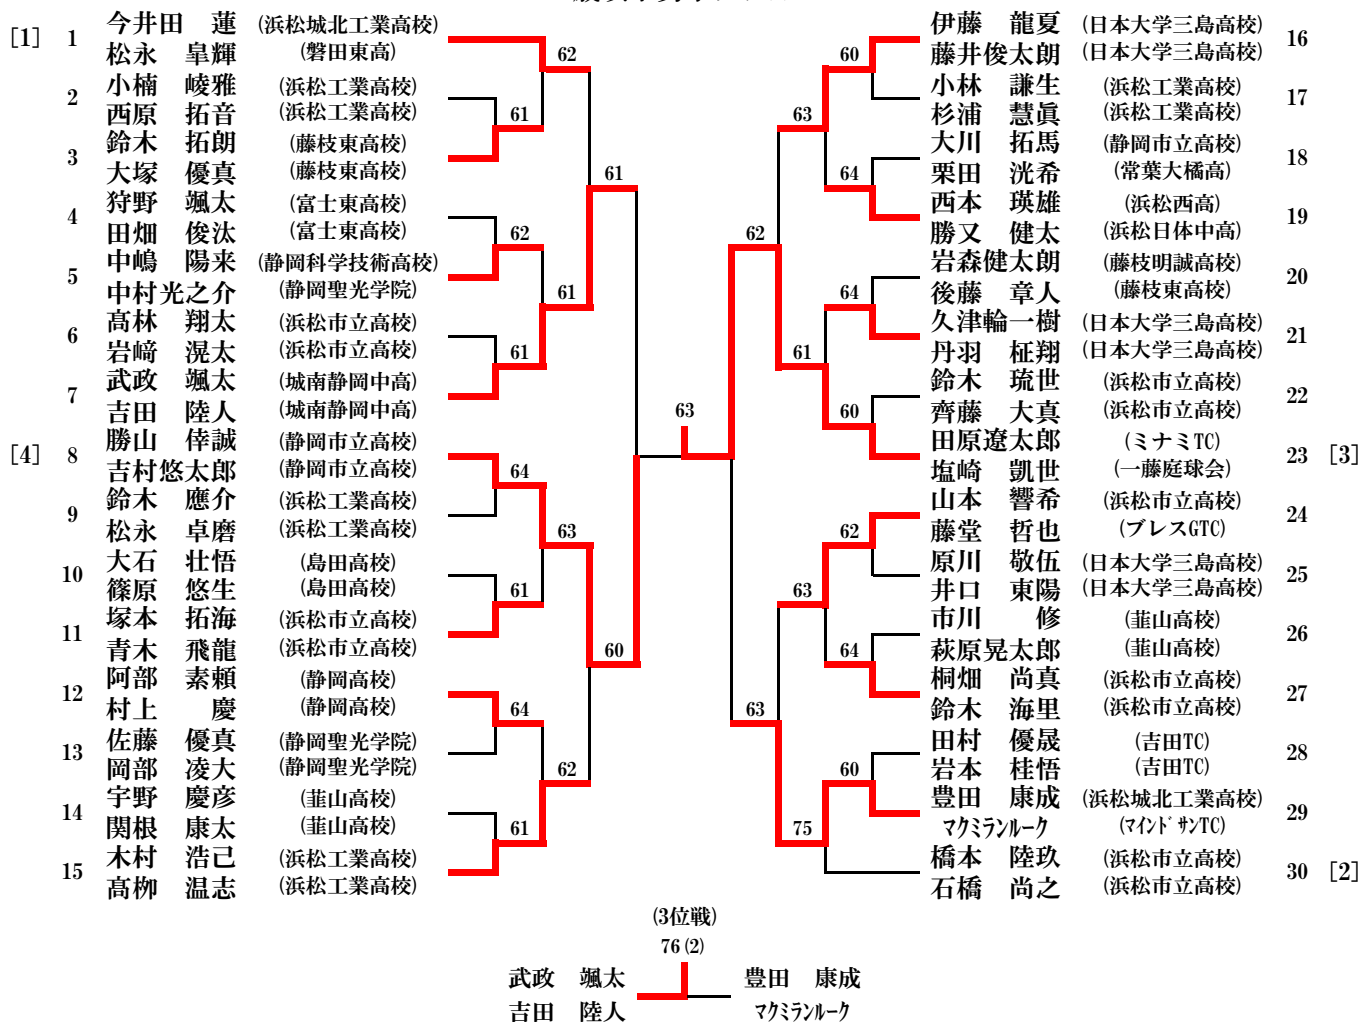 [1] 1 今井田 蓮 (浜松城北工業高校)
松永 皐輝 (磐田東高)
2 小楠 崚雅 (浜松工業高校)
西原 拓音 (浜松工業高校)
3 鈴木 拓朗 (藤枝東高校)
大塚 優真 (藤枝東高校)
4 狩野 颯太 (富士東高校)
田畑 俊汰 (富士東高校)
5 中嶋 陽来 (静岡科学技術高校)
中村光之介 (静岡聖光学院)
6 髙林 翔太 (浜松市立高校)
岩﨑 滉太 (浜松市立高校)
7 武政 颯太 (城南静岡中高)
吉田 陸人 (城南静岡中高)
[4] 8 勝山 倖誠 (静岡市立高校)
吉村悠太郎 (静岡市立高校)
9 鈴木 應介 (浜松工業高校)
松永 卓磨 (浜松工業高校)
10 大石 壮悟 (島田高校)
篠原 悠生 (島田高校)
11 塚本 拓海 (浜松市立高校)
青木 飛龍 (浜松市立高校)
12 阿部 素頼 (静岡高校)
村上 慶 (静岡高校)
13 佐藤 優真 (静岡聖光学院)
岡部 凌大 (静岡聖光学院)
14 宇野 慶彦 (韮山高校)
関根 康太 (韮山高校)
15 木村 浩己 (浜松工業高校)
髙栁 温志 (浜松工業高校)
62
61
61
62
61
61
64
63
61
60
64
62
61
63
60
63
64
62
64
61
60
62
63
64
63
60
75
伊藤 龍夏 (日本大学三島高校) 16
藤井俊太朗 (日本大学三島高校)
小林 謙生 (浜松工業高校) 17
杉浦 慧眞 (浜松工業高校)
大川 拓馬 (静岡市立高校) 18
栗田 洸希 (常葉大橘高)
西本 瑛雄 (浜松西高) 19
勝又 健太 (浜松日体中高)
岩森健太朗 (藤枝明誠高校) 20
後藤 章人 (藤枝東高校)
久津輪一樹 (日本大学三島高校) 21
丹羽 柾翔 (日本大学三島高校)
鈴木 琉世 (浜松市立高校) 22
齊藤 大真 (浜松市立高校)
田原遼太郎 (ミナミTC) 23 [3]
塩崎 凱世 (一藤庭球会)
山本 響希 (浜松市立高校) 24
藤堂 哲也 (ブレスGTC)
原川 敬伍 (日本大学三島高校) 25
井口 東陽 (日本大学三島高校)
市川 修 (韮山高校) 26
萩原晃太郎 (韮山高校)
桐畑 尚真 (浜松市立高校) 27
鈴木 海里 (浜松市立高校)
田村 優晟 (吉田TC) 28
岩本 桂悟 (吉田TC)
豊田 康成 (浜松城北工業高校) 29
マクミランルーク (マインドサンTC)
橋本 陸玖 (浜松市立高校) 30 [2]
石橋 尚之 (浜松市立高校)
(3位戦)
76 (2)
武政 颯太 豊田 康成
吉田 陸人 マクミランルーク